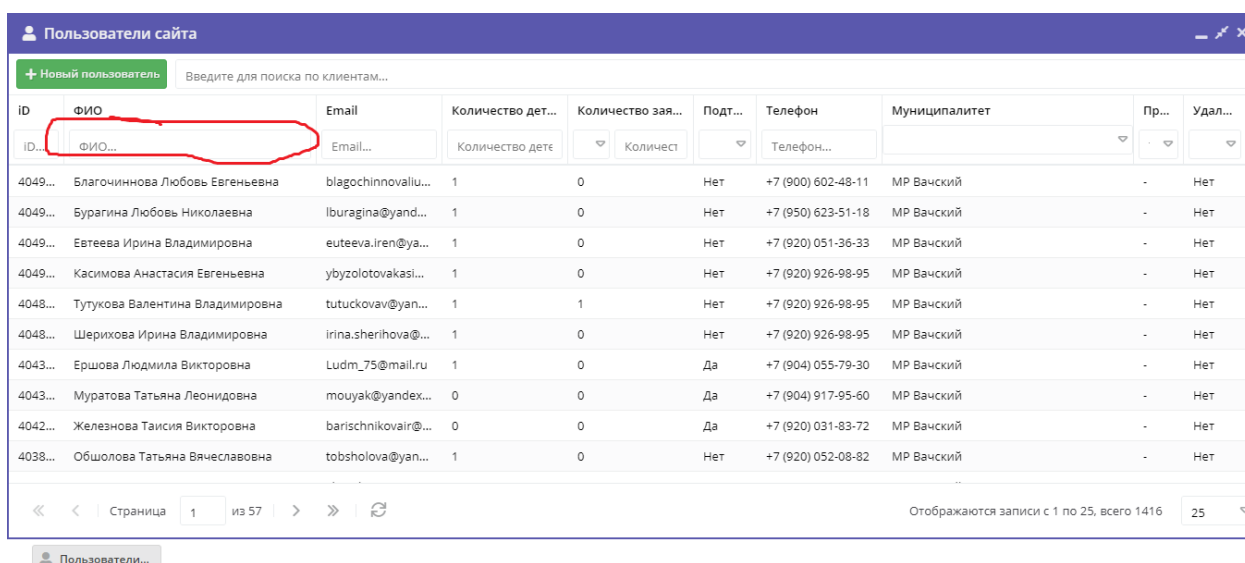 Пользователи сайта
Новый пользователь Введите для поиска по клиентам...
iD ФИО Email Количество дет... Количество зая... Подт... Телефон Муниципалитет Пр... Удал...
iD... ФИО... Email... Количество дете Количест Телефон...
4049... Благочиннова Любовь Евгеньевна blagochinnovaliu... 1 0 Нет +7 (900) 602-48-11 МР Вачский - Нет
4049... Бурагина Любовь Николаевна lburagina@yand... 1 0 Нет +7 (950) 623-51-18 МР Вачский - Нет
4049... Евтеева Ирина Владимировна euteeva.iren@ya... 1 0 Нет +7 (920) 051-36-33 МР Вачский - Нет
4049... Касимова Анастасия Евгеньевна ybyzolotovakasi... 1 0 Нет +7 (920) 926-98-95 МР Вачский - Нет
4048... Тутукова Валентина Владимировна tutuckovav@yan... 1 1 Нет +7 (920) 926-98-95 МР Вачский - Нет
4048... Шерихова Ирина Владимировна irina.sherihova@... 1 0 Нет +7 (920) 926-98-95 МР Вачский - Нет
4043... Ершова Людмила Викторовна Ludm_75@mail.ru 1 0 Да +7 (904) 055-79-30 МР Вачский - Нет
4043... Муратова Татьяна Леонидовна mouyak@yandex... 0 0 Да +7 (904) 917-95-60 МР Вачский - Нет
4042... Железнова Таисия Викторовна barischnikovair@... 0 0 Да +7 (920) 031-83-72 МР Вачский - Нет
4038... Обшолова Татьяна Вячеславовна tobsholova@yan... 1 0 Нет +7 (920) 052-08-82 МР Вачский - Нет
Страница 1 из 57 Отображаются записи с 1 по 25, всего 1416 25
Пользователи...